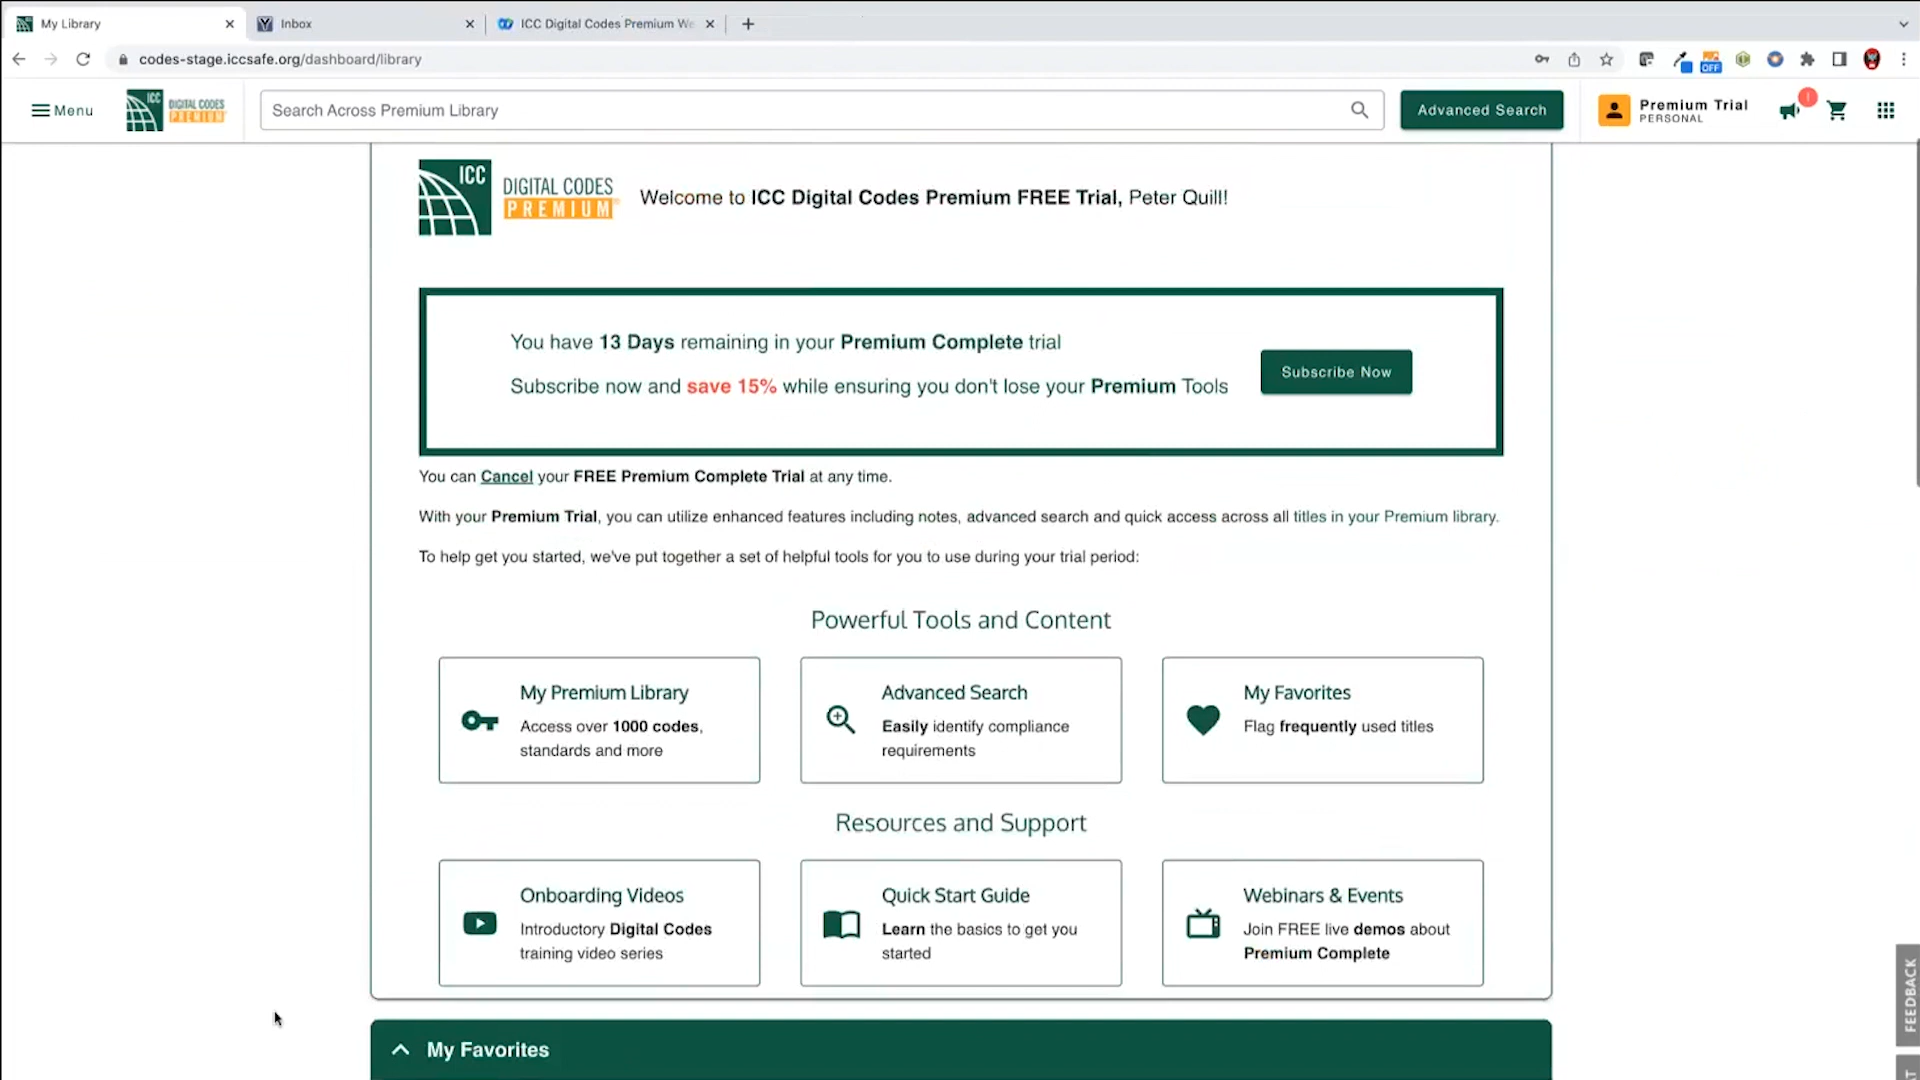 My Library
Inbox
ICC Digital Codes Premium We
codes-stage.iccsafe.org/dashboard/library
OFF
Menu
ICC
DIGITAL CODES
PREMIUM
Search Across Premium Library
Advanced Search
Premium Trial
PERSONAL
!
ICC
DIGITAL CODES
PREMIUM
Welcome to ICC Digital Codes Premium FREE Trial, Peter Quill!
You have 13 Days remaining in your Premium Complete trial
Subscribe now and save 15% while ensuring you don't lose your Premium Tools
Subscribe Now
You can Cancel your FREE Premium Complete Trial at any time.
With your Premium Trial, you can utilize enhanced features including notes, advanced search and quick access across all titles in your Premium library.
To help get you started, we've put together a set of helpful tools for you to use during your trial period:
Powerful Tools and Content
My Premium Library
Access over 1000 codes,
standards and more
Advanced Search
Easily identify compliance
requirements
My Favorites
Flag frequently used titles
Resources and Support
Onboarding Videos
Introductory Digital Codes
training video series
Quick Start Guide
Learn the basics to get you
started
Webinars & Events
Join FREE live demos about
Premium Complete
FEEDBACK
My Favorites